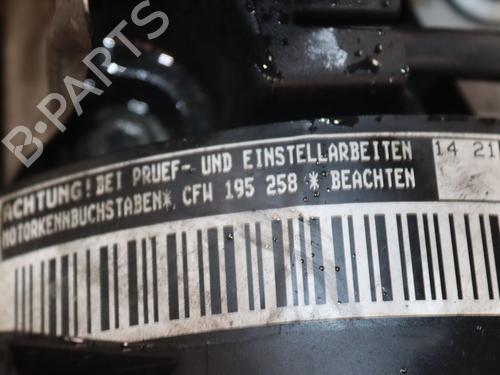 B-PARTS
ACHTUNG! BEI PRUEF- UND EINSTELLARBEITEN
MOTORKENNBUCHSTABEN* CFW 195 258 * BEACHTEN
14 21